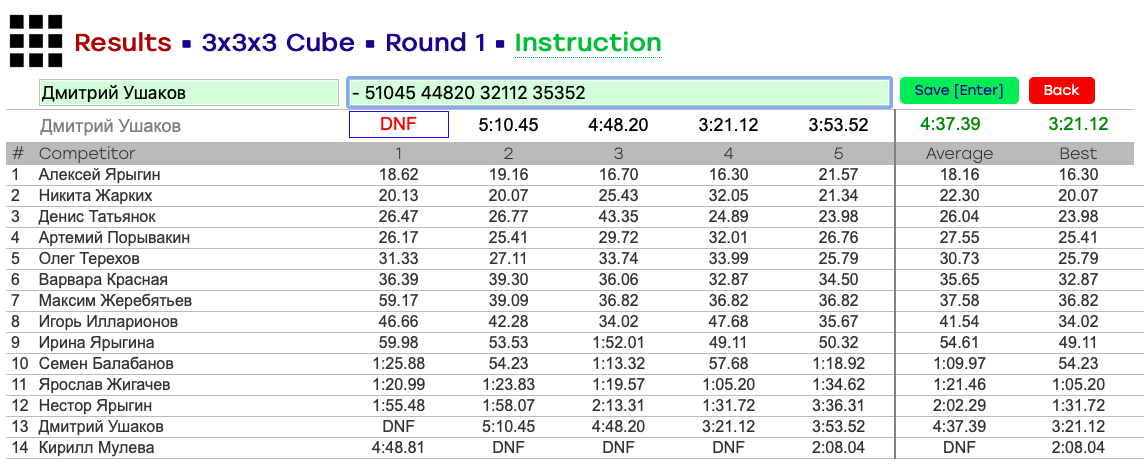 Results ▪ 3x3x3 Cube ▪ Round 1 ▪ Instruction
Дмитрий Ушаков - 51045 44820 32112 35352 Save [Enter] Back
Дмитрий Ушаков DNF 5:10.45 4:48.20 3:21.12 3:53.52 4:37.39 3:21.12
# Competitor 1 2 3 4 5 Average Best
1 Алексей Ярыгин 18.62 19.16 16.70 16.30 21.57 18.16 16.30
2 Никита Жарких 20.13 20.07 25.43 32.05 21.34 22.30 20.07
3 Денис Татьянок 26.47 26.77 43.35 24.89 23.98 26.04 23.98
4 Артемий Порывакин 26.17 25.41 29.72 32.01 26.76 27.55 25.41
5 Олег Терехов 31.33 27.11 33.74 33.99 25.79 30.73 25.79
6 Варвара Красная 36.39 39.30 36.06 32.87 34.50 35.65 32.87
7 Максим Жеребятьев 59.17 39.09 36.82 36.82 36.82 37.58 36.82
8 Игорь Илларионов 46.66 42.28 34.02 47.68 35.67 41.54 34.02
9 Ирина Ярыгина 59.98 53.53 1:52.01 49.11 50.32 54.61 49.11
10 Семен Балабанов 1:25.88 54.23 1:13.32 57.68 1:18.92 1:09.97 54.23
11 Ярослав Жигачев 1:20.99 1:23.83 1:19.57 1:05.20 1:34.62 1:21.46 1:05.20
12 Нестор Ярыгин 1:55.48 1:58.07 2:13.31 1:31.72 3:36.31 2:02.29 1:31.72
13 Дмитрий Ушаков DNF 5:10.45 4:48.20 3:21.12 3:53.52 4:37.39 3:21.12
14 Кирилл Мулева 4:48.81 DNF DNF DNF 2:08.04 DNF 2:08.04